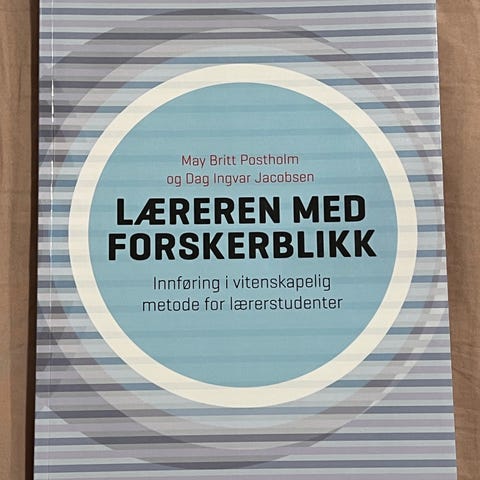 May Britt Postholm
og Dag Ingvar Jacobsen
LÆREREN MED
FORSKERBLIKK
Innføring i vitenskapelig
metode for lærerstudenter